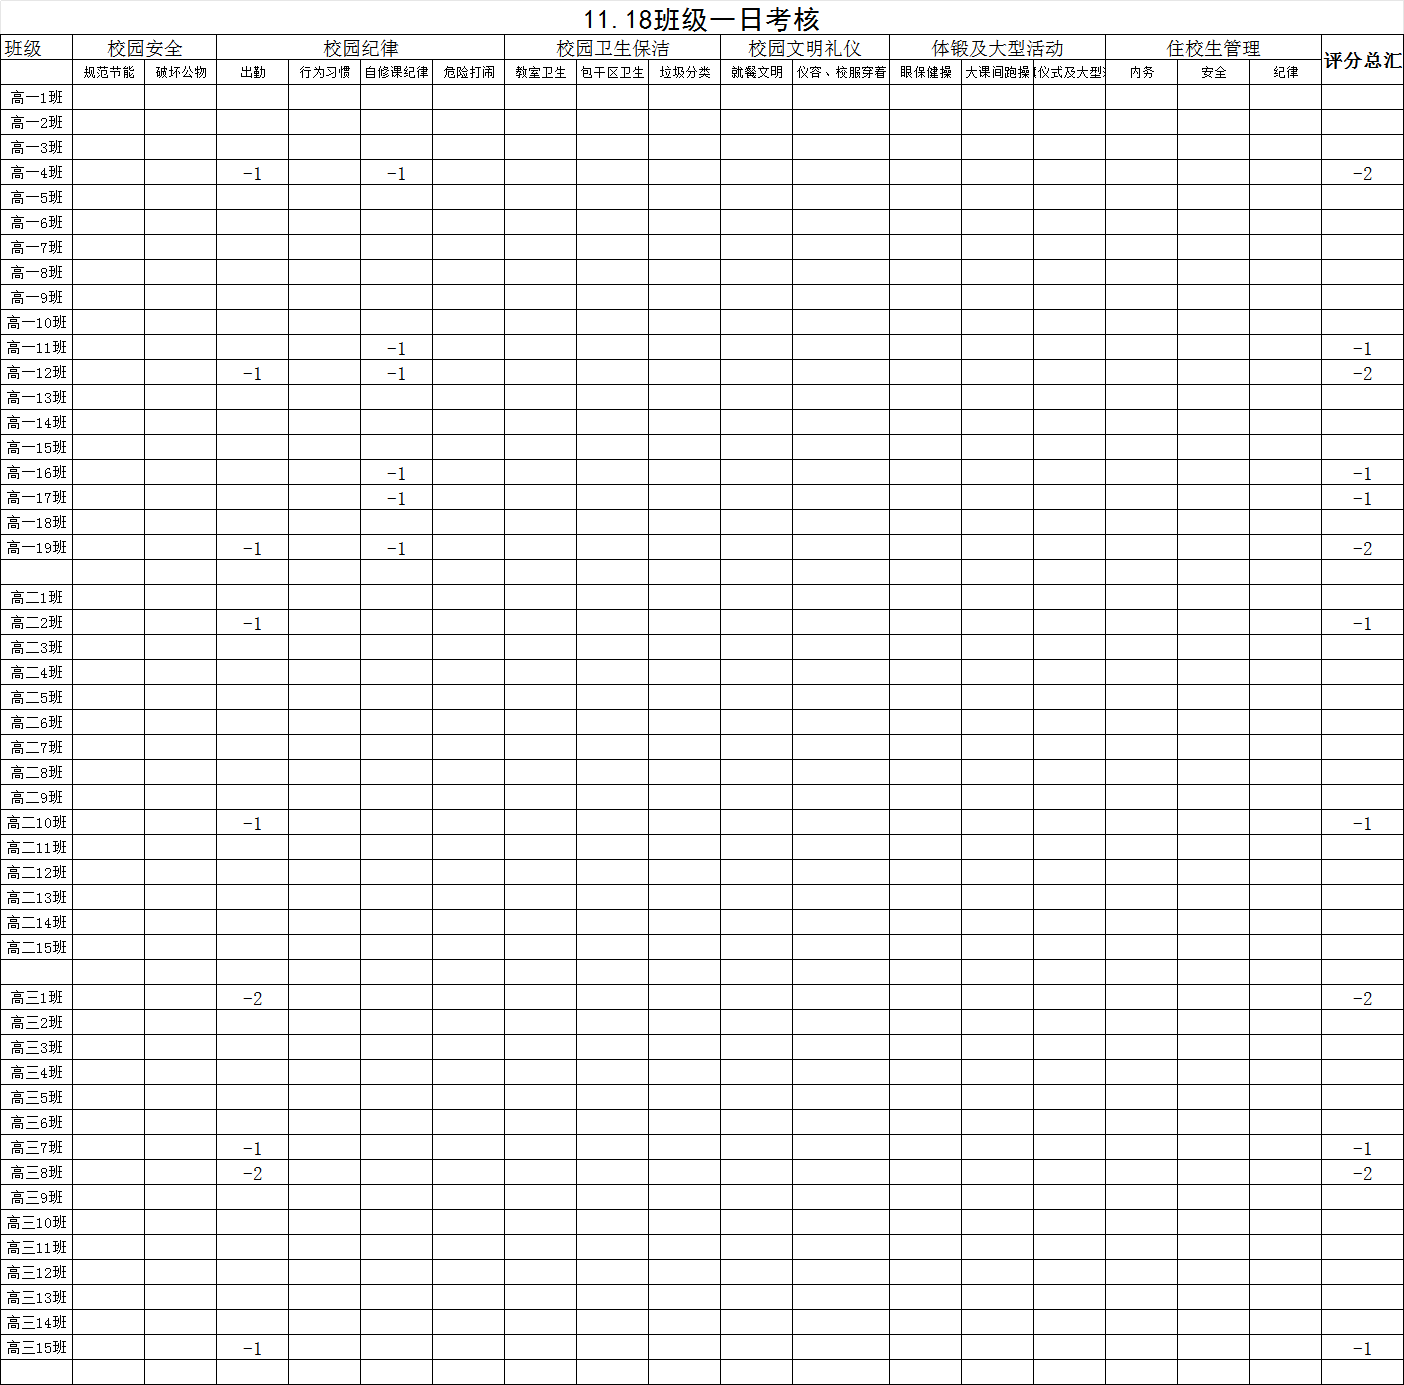 11.18班级一日考核
班级 校园安全 校园纪律 校园卫生保洁 校园文明礼仪 体锻及大型活动 住校生管理 评分总汇
规范节能 破坏公物 出勤 行为习惯 自修课纪律 危险打闹 教室卫生 包干区卫生 垃圾分类 就餐文明 仪容、校服穿着 眼保健操 大课间跑操 仪式及大型 内务 安全 纪律
高一1班
高一2班
高一3班
高一4班 -1 -1 -2
高一5班
高一6班
高一7班
高一8班
高一9班
高一10班
高一11班 -1 -1
高一12班 -1 -1 -2
高一13班
高一14班
高一15班
高一16班 -1 -1
高一17班 -1 -1
高一18班
高一19班 -1 -1 -2
高二1班
高二2班 -1 -1
高二3班
高二4班
高二5班
高二6班
高二7班
高二8班
高二9班
高二10班 -1 -1
高二11班
高二12班
高二13班
高二14班
高二15班
高三1班 -2 -2
高三2班
高三3班
高三4班
高三5班
高三6班
高三7班 -1 -1
高三8班 -2 -2
高三9班
高三10班
高三11班
高三12班
高三13班
高三14班
高三15班 -1 -1